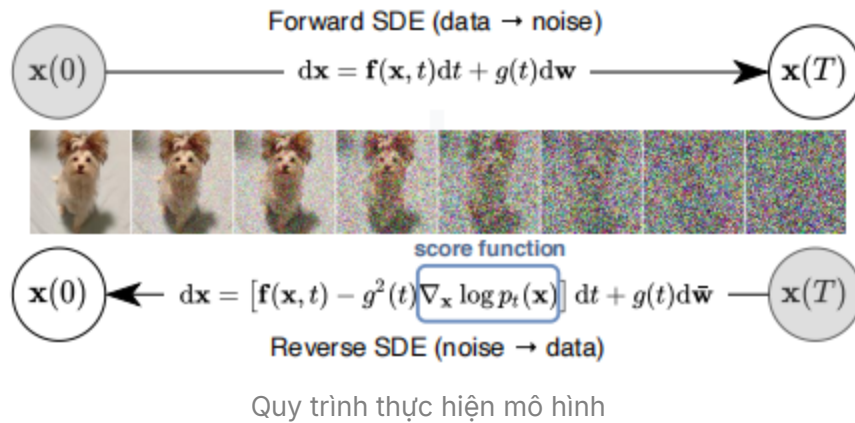 Forward SDE (data → noise)
x(0) dx = f(x, t)dt + g(t)dw x(T)
score function
x(0) dx = [f(x, t) − g²(t)∇ₓ log pₜ(x)] dt + g(t)dw̄ x(T)
Reverse SDE (noise → data)
Quy trình thực hiện mô hình